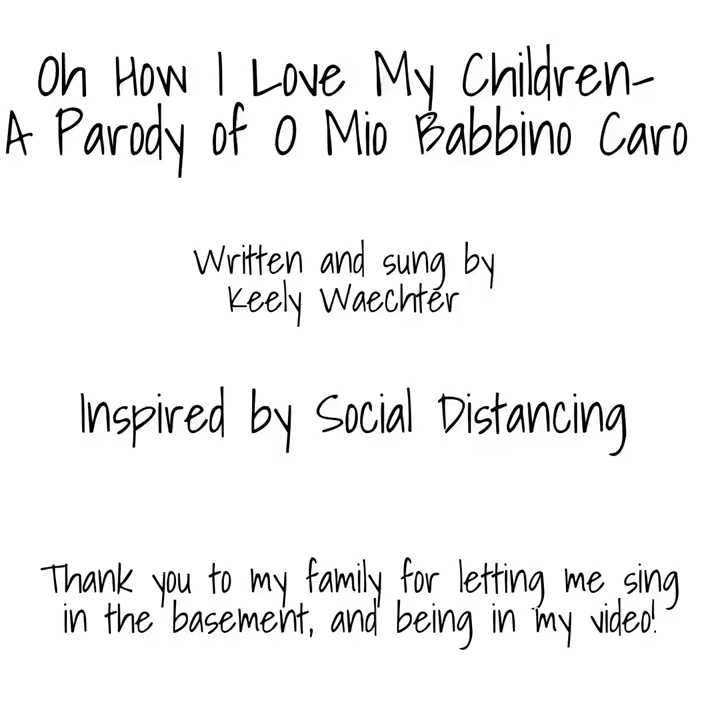 Oh How I Love My Children-
A Parody of O Mio Babbino Caro
Written and sung by
Keely Waechter
Inspired by Social Distancing
Thank you to my family for letting me sing
in the basement, and being in my video!